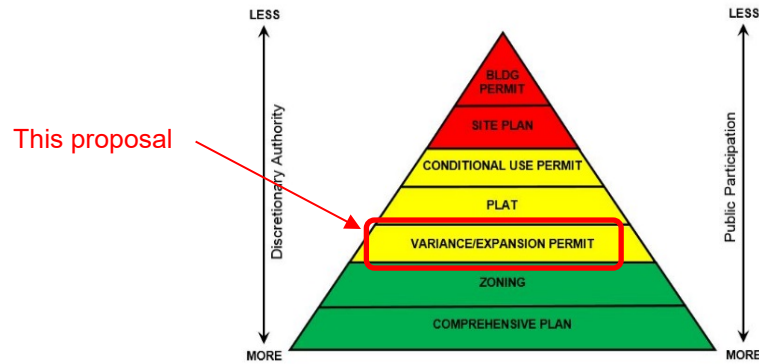 LESS
LESS
BLDG
PERMIT
SITE PLAN
This proposal
CONDITIONAL USE PERMIT
Discretionary Authority
Public Participation
PLAT
VARIANCE/EXPANSION PERMIT
ZONING
COMPREHENSIVE PLAN
MORE
MORE